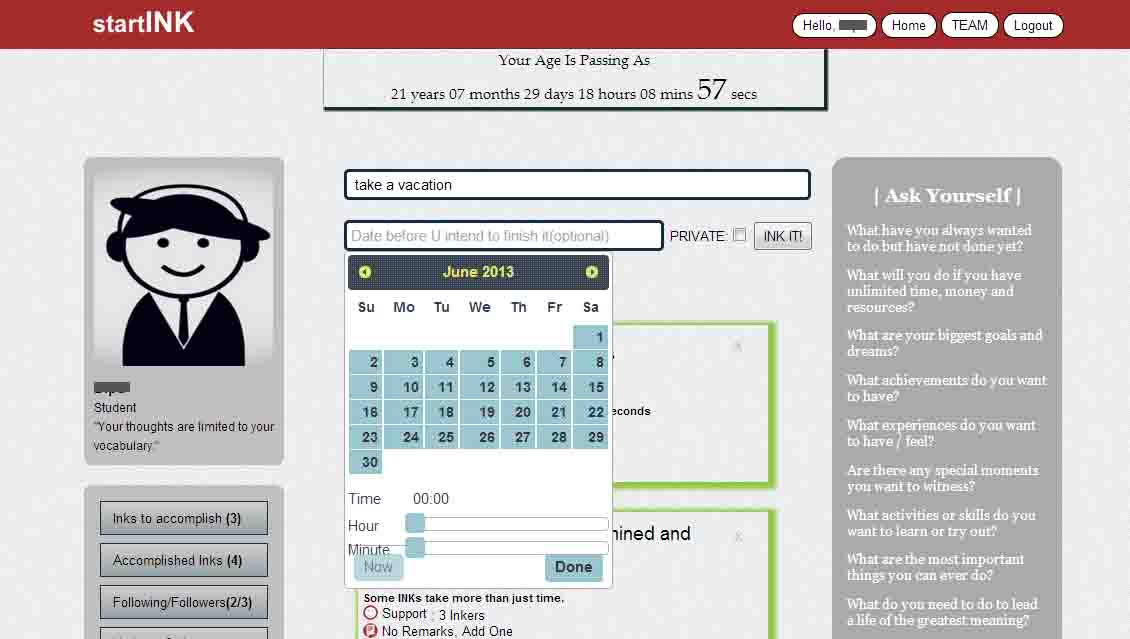 startINK
Hello,
Home
TEAM
Logout
Your Age Is Passing As
21 years 07 months 29 days 18 hours 08 mins 57 secs
take a vacation
Date before U intend to finish it(optional)
PRIVATE:
INK IT!
June 2013
Su Mo Tu We Th Fr Sa
1
2 3 4 5 6 7 8
9 10 11 12 13 14 15
16 17 18 19 20 21 22
23 24 25 26 27 28 29
30
Time 00:00
Hour
Minute
Now
Done
x
econds
x
nined and
Some INKs take more than just time.
Support : 3 Inkers
No Remarks, Add One
Student
"Your thoughts are limited to your
vocabulary."
Inks to accomplish (3)
Accomplished Inks (4)
Following/Followers(2/3)
| Ask Yourself |
What have you always wanted
to do but have not done yet?
What will you do if you have
unlimited time, money and
resources?
What are your biggest goals and
dreams?
What achievements do you want
to have?
What experiences do you want
to have / feel?
Are there any special moments
you want to witness?
What activities or skills do you
want to learn or try out?
What are the most important
things you can ever do?
What do you need to do to lead
a life of the greatest meaning?